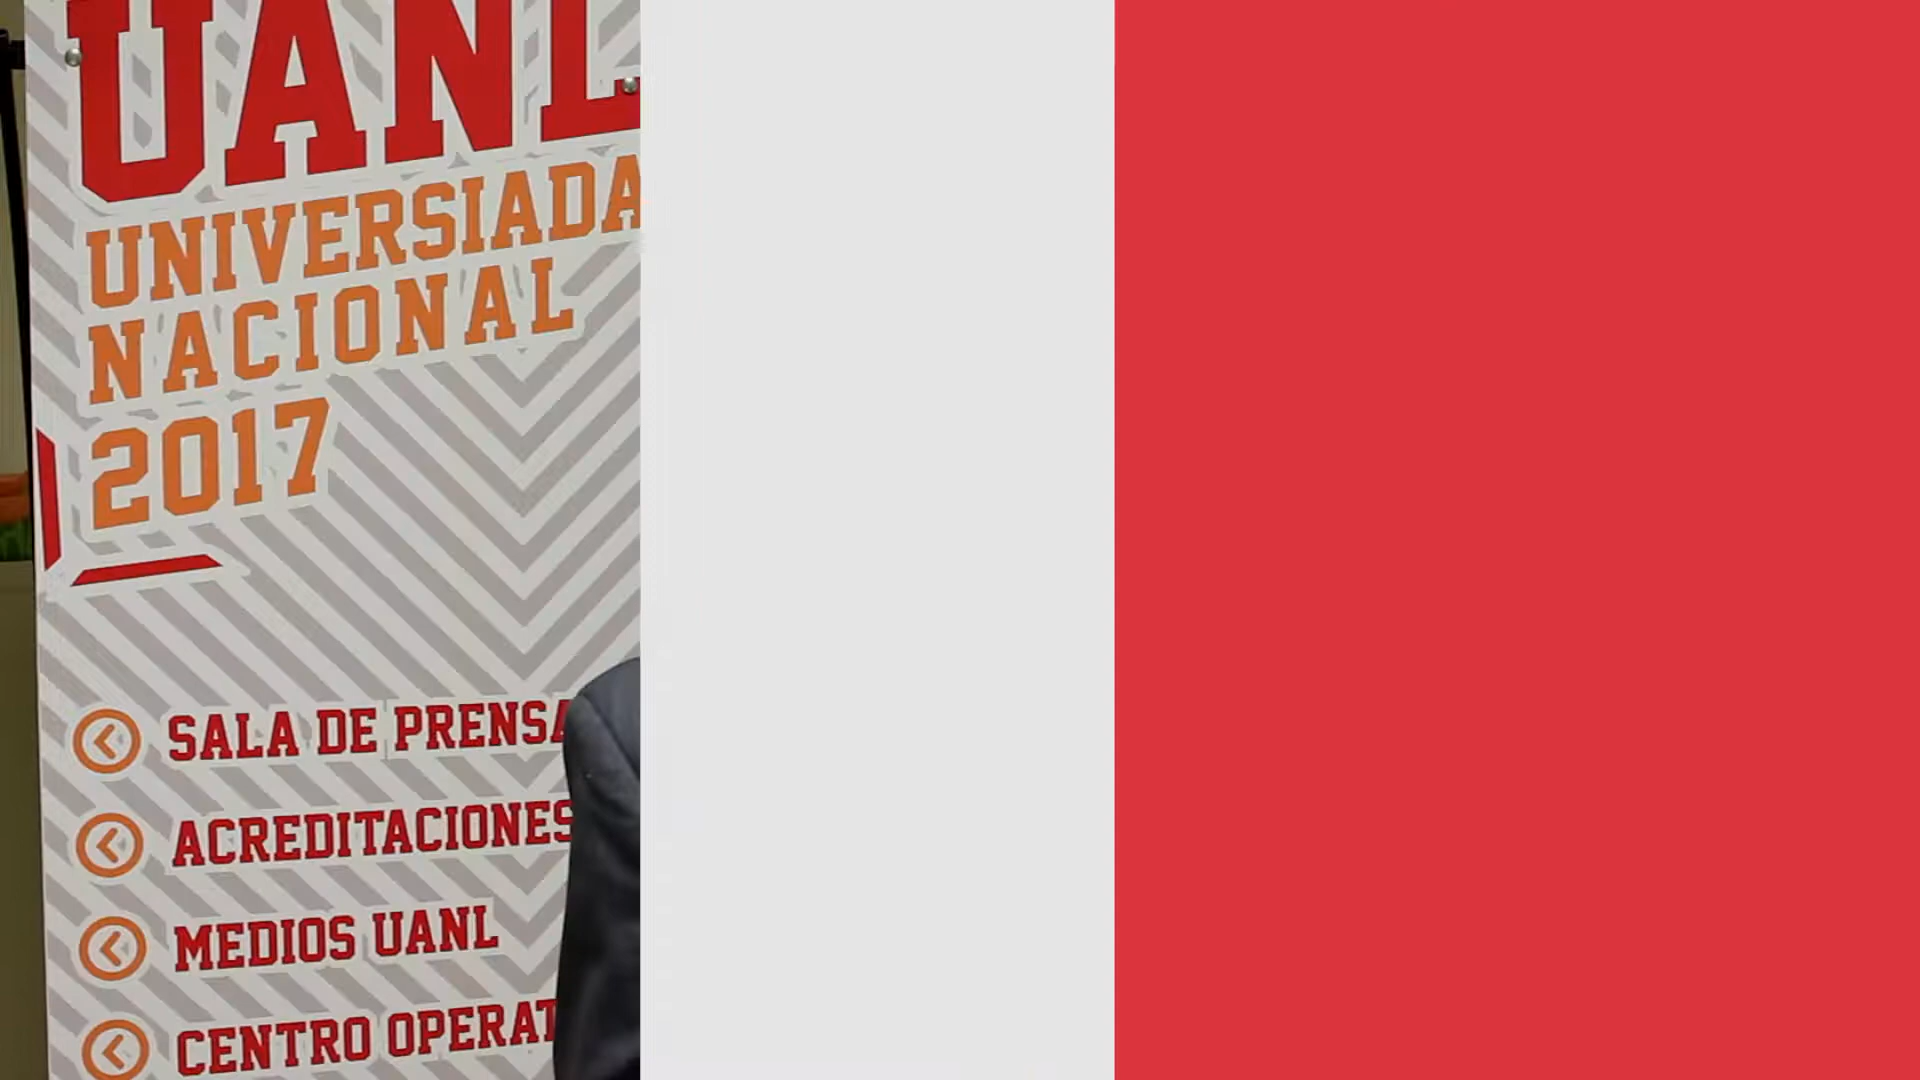 UANL
UNIVERSIADA
NACIONAL
2017
SALA DE PRENSA
ACREDITACIONES
MEDIOS UANL
CENTRO OPERAT